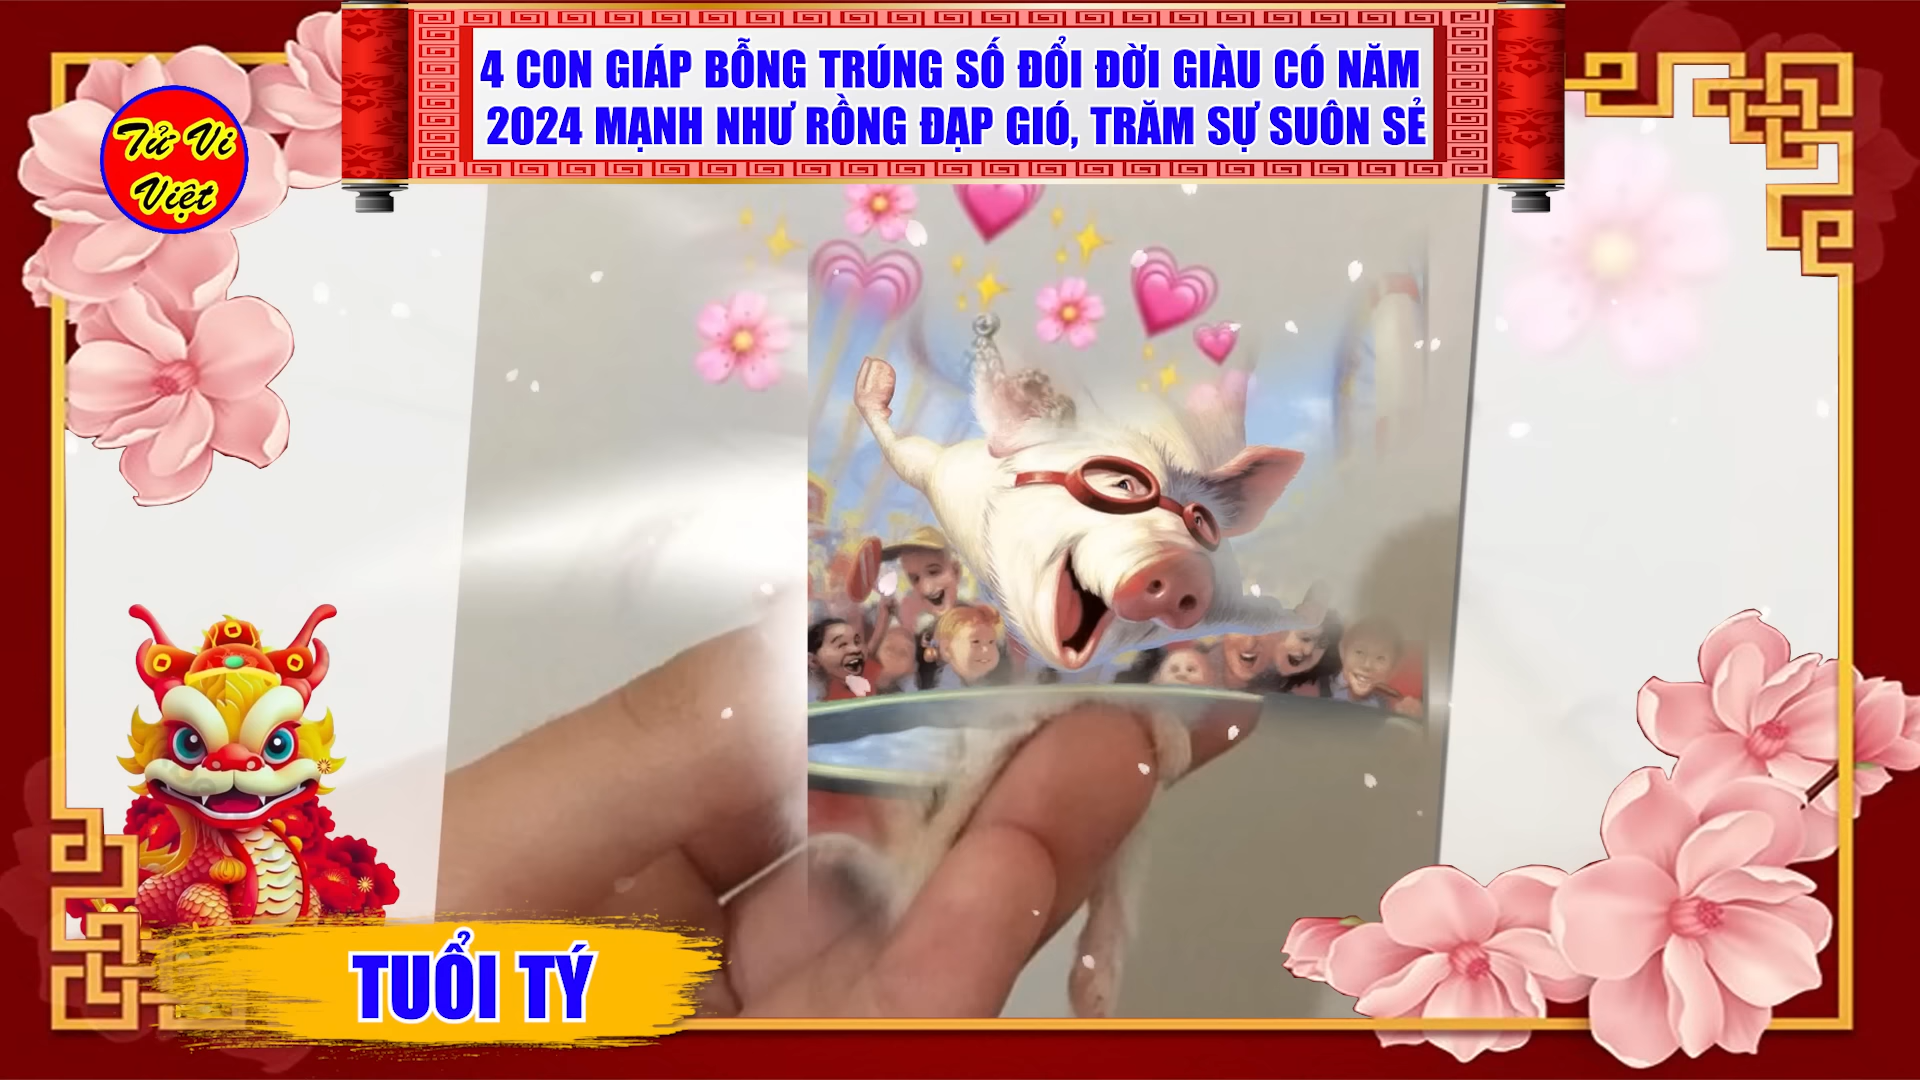 4 CON GIÁP BỖNG TRÚNG SỐ ĐỔI ĐỜI GIÀU CÓ NĂM
2024 MẠNH NHƯ RỒNG ĐẠP GIÓ, TRĂM SỰ SUÔN SẺ
Tử Vi
Việt
TUỔI TÝ